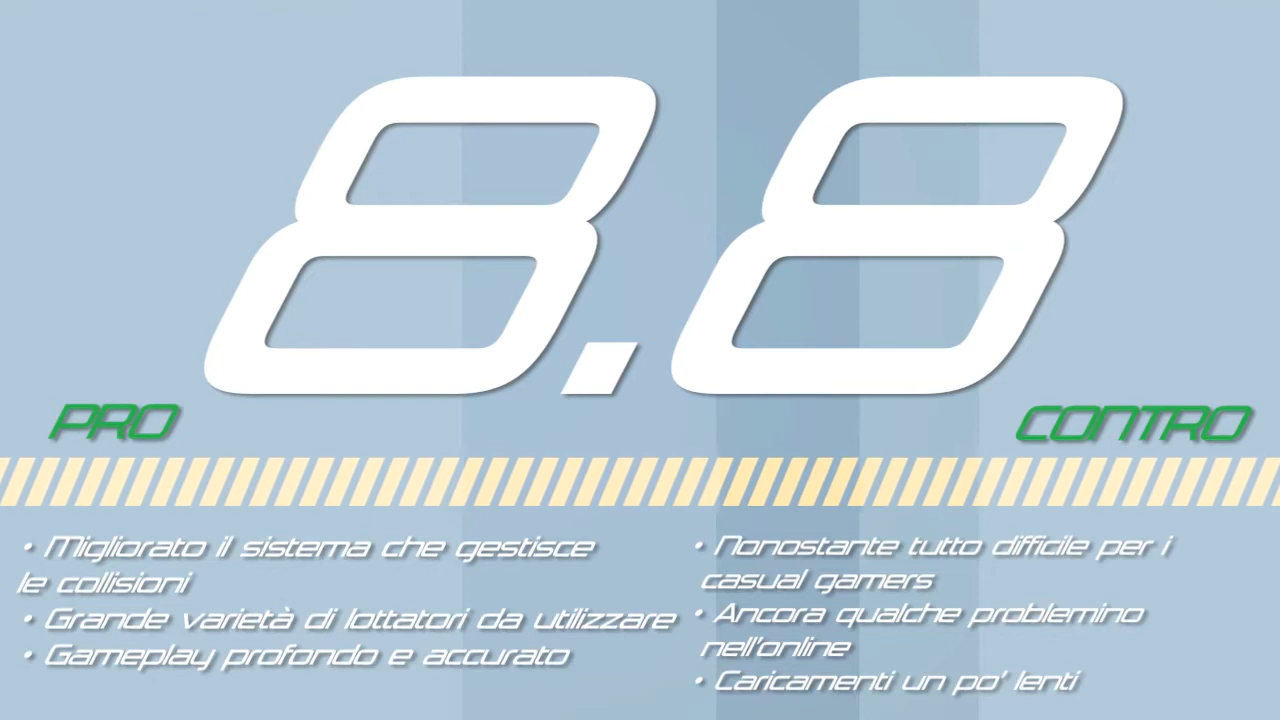 8.8
PRO
CONTRO
• Migliorato il sistema che gestisce
le collisioni
• Grande varietà di lottatori da utilizzare
• Gameplay profondo e accurato
• Nonostante tutto difficile per i
casual gamers
• Ancora qualche problemino
nell'online
• Caricamenti un po' lenti